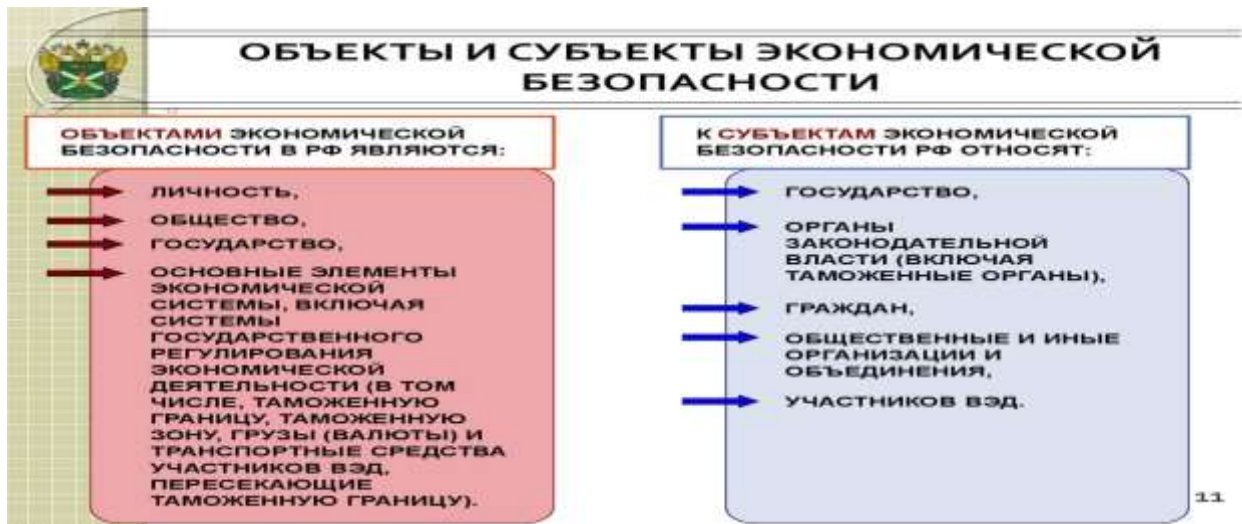 ОБЪЕКТЫ И СУБЪЕКТЫ ЭКОНОМИЧЕСКОЙ
БЕЗОПАСНОСТИ
ОБЪЕКТАМИ ЭКОНОМИЧЕСКОЙ
БЕЗОПАСНОСТИ В РФ ЯВЛЯЮТСЯ:
ЛИЧНОСТЬ,
ОБЩЕСТВО,
ГОСУДАРСТВО,
ОСНОВНЫЕ ЭЛЕМЕНТЫ
ЭКОНОМИЧЕСКОЙ
СИСТЕМЫ, ВКЛЮЧАЯ
СИСТЕМЫ
ГОСУДАРСТВЕННОГО
РЕГУЛИРОВАНИЯ
ЭКОНОМИЧЕСКОЙ
ДЕЯТЕЛЬНОСТИ (В ТОМ
ЧИСЛЕ, ТАМОЖЕННУЮ
ГРАНИЦУ, ТАМОЖЕННУЮ
ЗОНУ, ГРУЗЫ (ВАЛЮТЫ) И
ТРАНСПОРТНЫЕ СРЕДСТВА
УЧАСТНИКОВ ВЭД,
ПЕРЕСЕКАЮЩИЕ
ТАМОЖЕННУЮ ГРАНИЦУ).
К СУБЪЕКТАМ ЭКОНОМИЧЕСКОЙ
БЕЗОПАСНОСТИ РФ ОТНОСЯТ:
ГОСУДАРСТВО,
ОРГАНЫ
ЗАКОНОДАТЕЛЬНОЙ
ВЛАСТИ (ВКЛЮЧАЯ
ТАМОЖЕННЫЕ ОРГАНЫ),
ГРАЖДАН,
ОБЩЕСТВЕННЫЕ И ИНЫЕ
ОРГАНИЗАЦИИ И
ОБЪЕДИНЕНИЯ,
УЧАСТНИКОВ ВЭД.
11